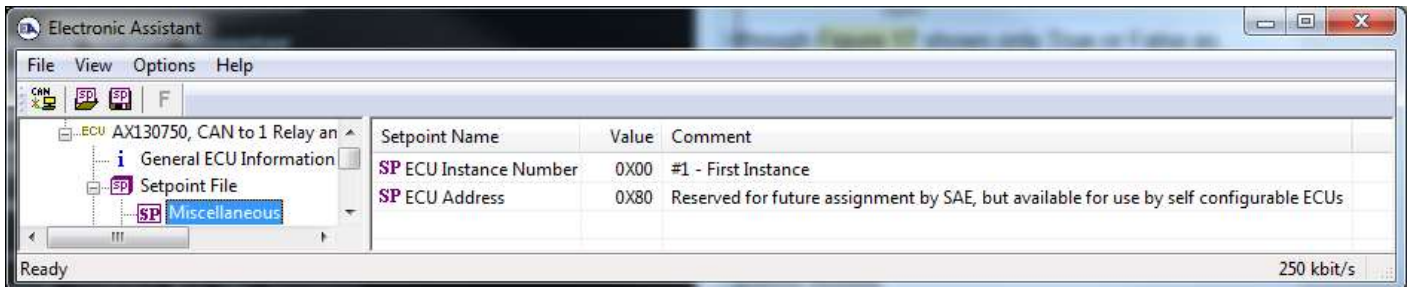 EA Electronic Assistant
File View Options Help
CAN SP SP F
ECU AX130750, CAN to 1 Relay an
i General ECU Information
SP Setpoint File
SP Miscellaneous
Setpoint Name Value Comment
SP ECU Instance Number 0X00 #1 - First Instance
SP ECU Address 0X80 Reserved for future assignment by SAE, but available for use by self configurable ECUs
Ready 250 kbit/s